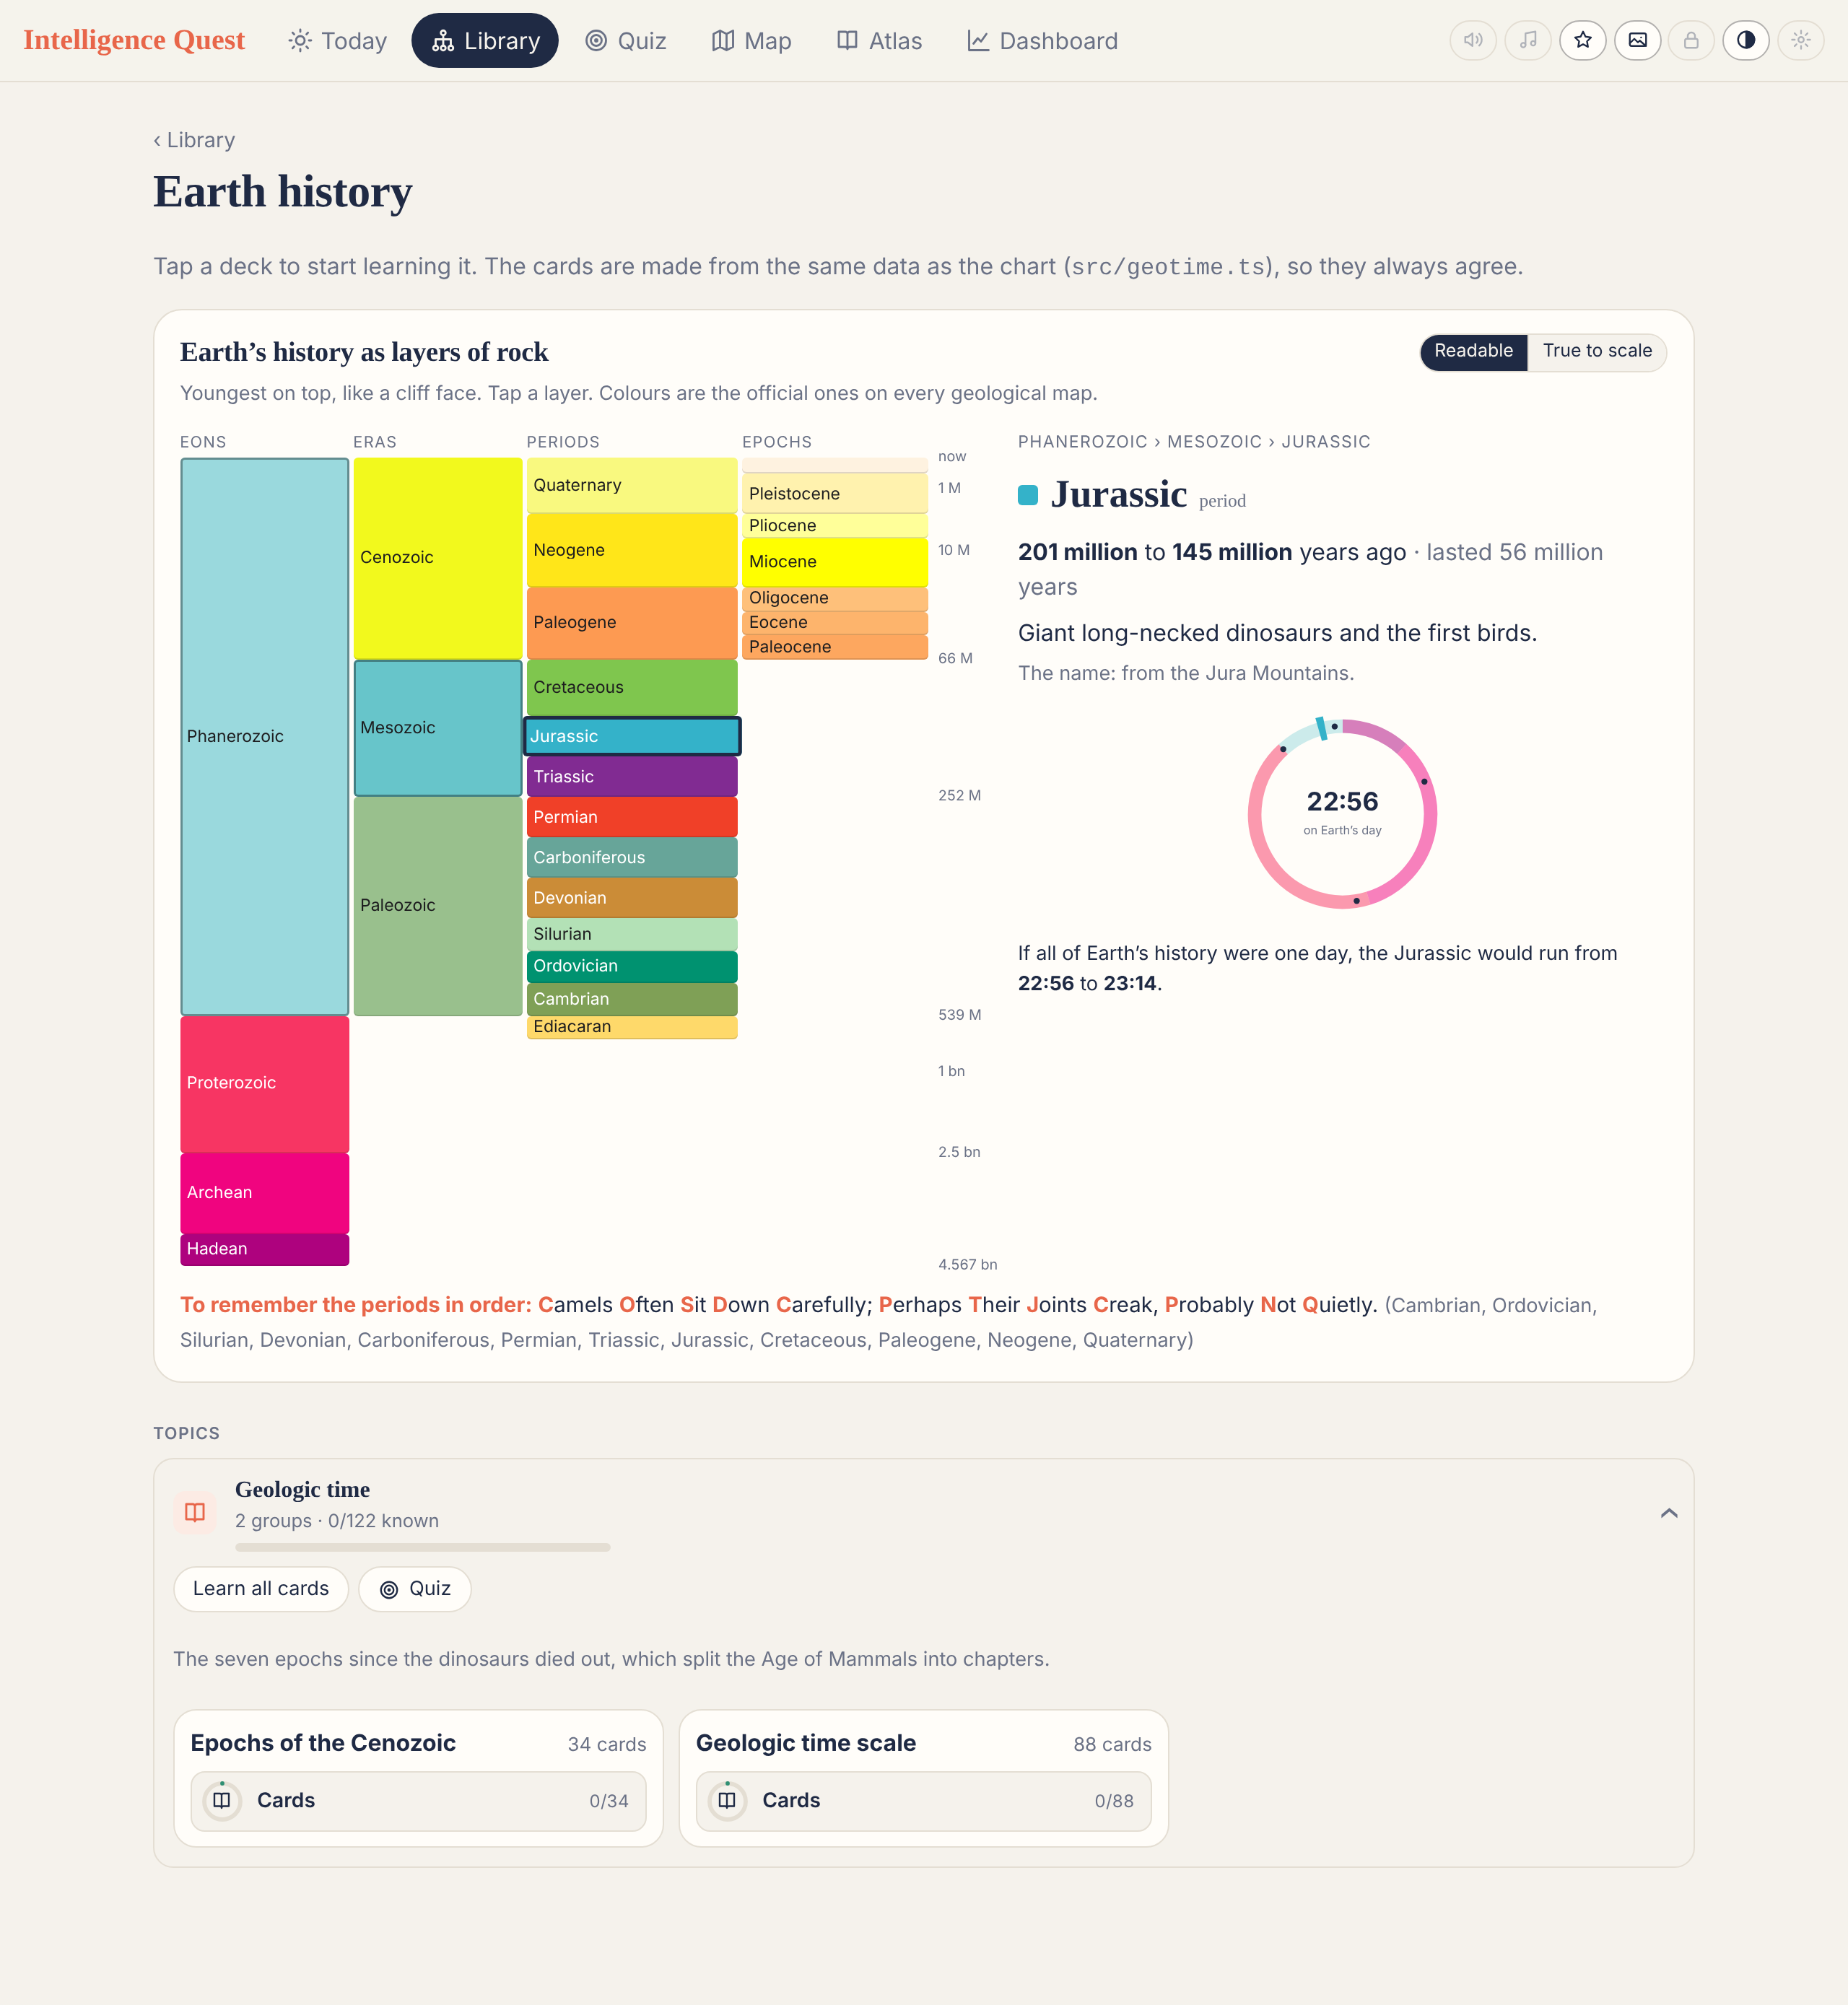 Intelligence Quest Today Library Quiz Map Atlas Dashboard
‹ Library
Earth history
Tap a deck to start learning it. The cards are made from the same data as the chart (src/geotime.ts), so they always agree.
Earth’s history as layers of rock
Readable True to scale
Youngest on top, like a cliff face. Tap a layer. Colours are the official ones on every geological map.
EONS ERAS PERIODS EPOCHS
Phanerozoic
Proterozoic
Archean
Hadean
Cenozoic
Mesozoic
Paleozoic
Quaternary
Neogene
Paleogene
Cretaceous
Jurassic
Triassic
Permian
Carboniferous
Devonian
Silurian
Ordovician
Cambrian
Ediacaran
Pleistocene
Pliocene
Miocene
Oligocene
Eocene
Paleocene
now
1 M
10 M
66 M
252 M
539 M
1 bn
2.5 bn
4.567 bn
PHANEROZOIC › MESOZOIC › JURASSIC
Jurassic period
201 million to 145 million years ago · lasted 56 million
years
Giant long-necked dinosaurs and the first birds.
The name: from the Jura Mountains.
22:56
on Earth’s day
If all of Earth’s history were one day, the Jurassic would run from
22:56 to 23:14.
To remember the periods in order: Camels Often Sit Down Carefully; Perhaps Their Joints Creak, Probably Not Quietly. (Cambrian, Ordovician,
Silurian, Devonian, Carboniferous, Permian, Triassic, Jurassic, Cretaceous, Paleogene, Neogene, Quaternary)
TOPICS
Geologic time
2 groups · 0/122 known
Learn all cards Quiz
The seven epochs since the dinosaurs died out, which split the Age of Mammals into chapters.
Epochs of the Cenozoic 34 cards
Cards 0/34
Geologic time scale 88 cards
Cards 0/88